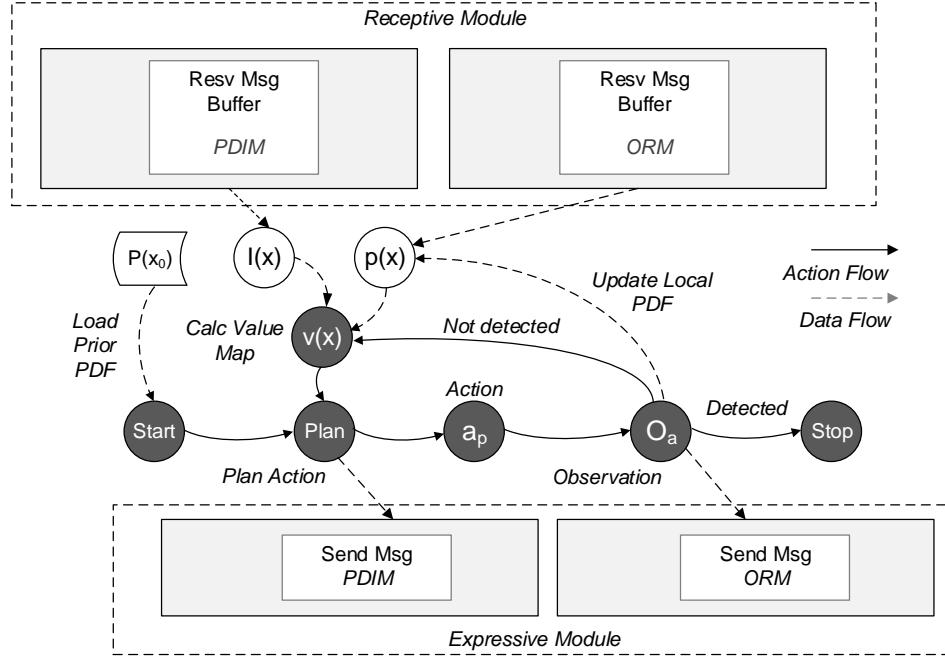 Receptive Module
Resv Msg
Buffer
PDIM
Resv Msg
Buffer
ORM
P(x₀)
I(x)
p(x)
Action Flow
Data Flow
Update Local
PDF
Load
Prior
PDF
Calc Value
Map
v(x)
Not detected
Action
Detected
Start
Plan
aₚ
Oₐ
Stop
Plan Action
Observation
Send Msg
PDIM
Send Msg
ORM
Expressive Module